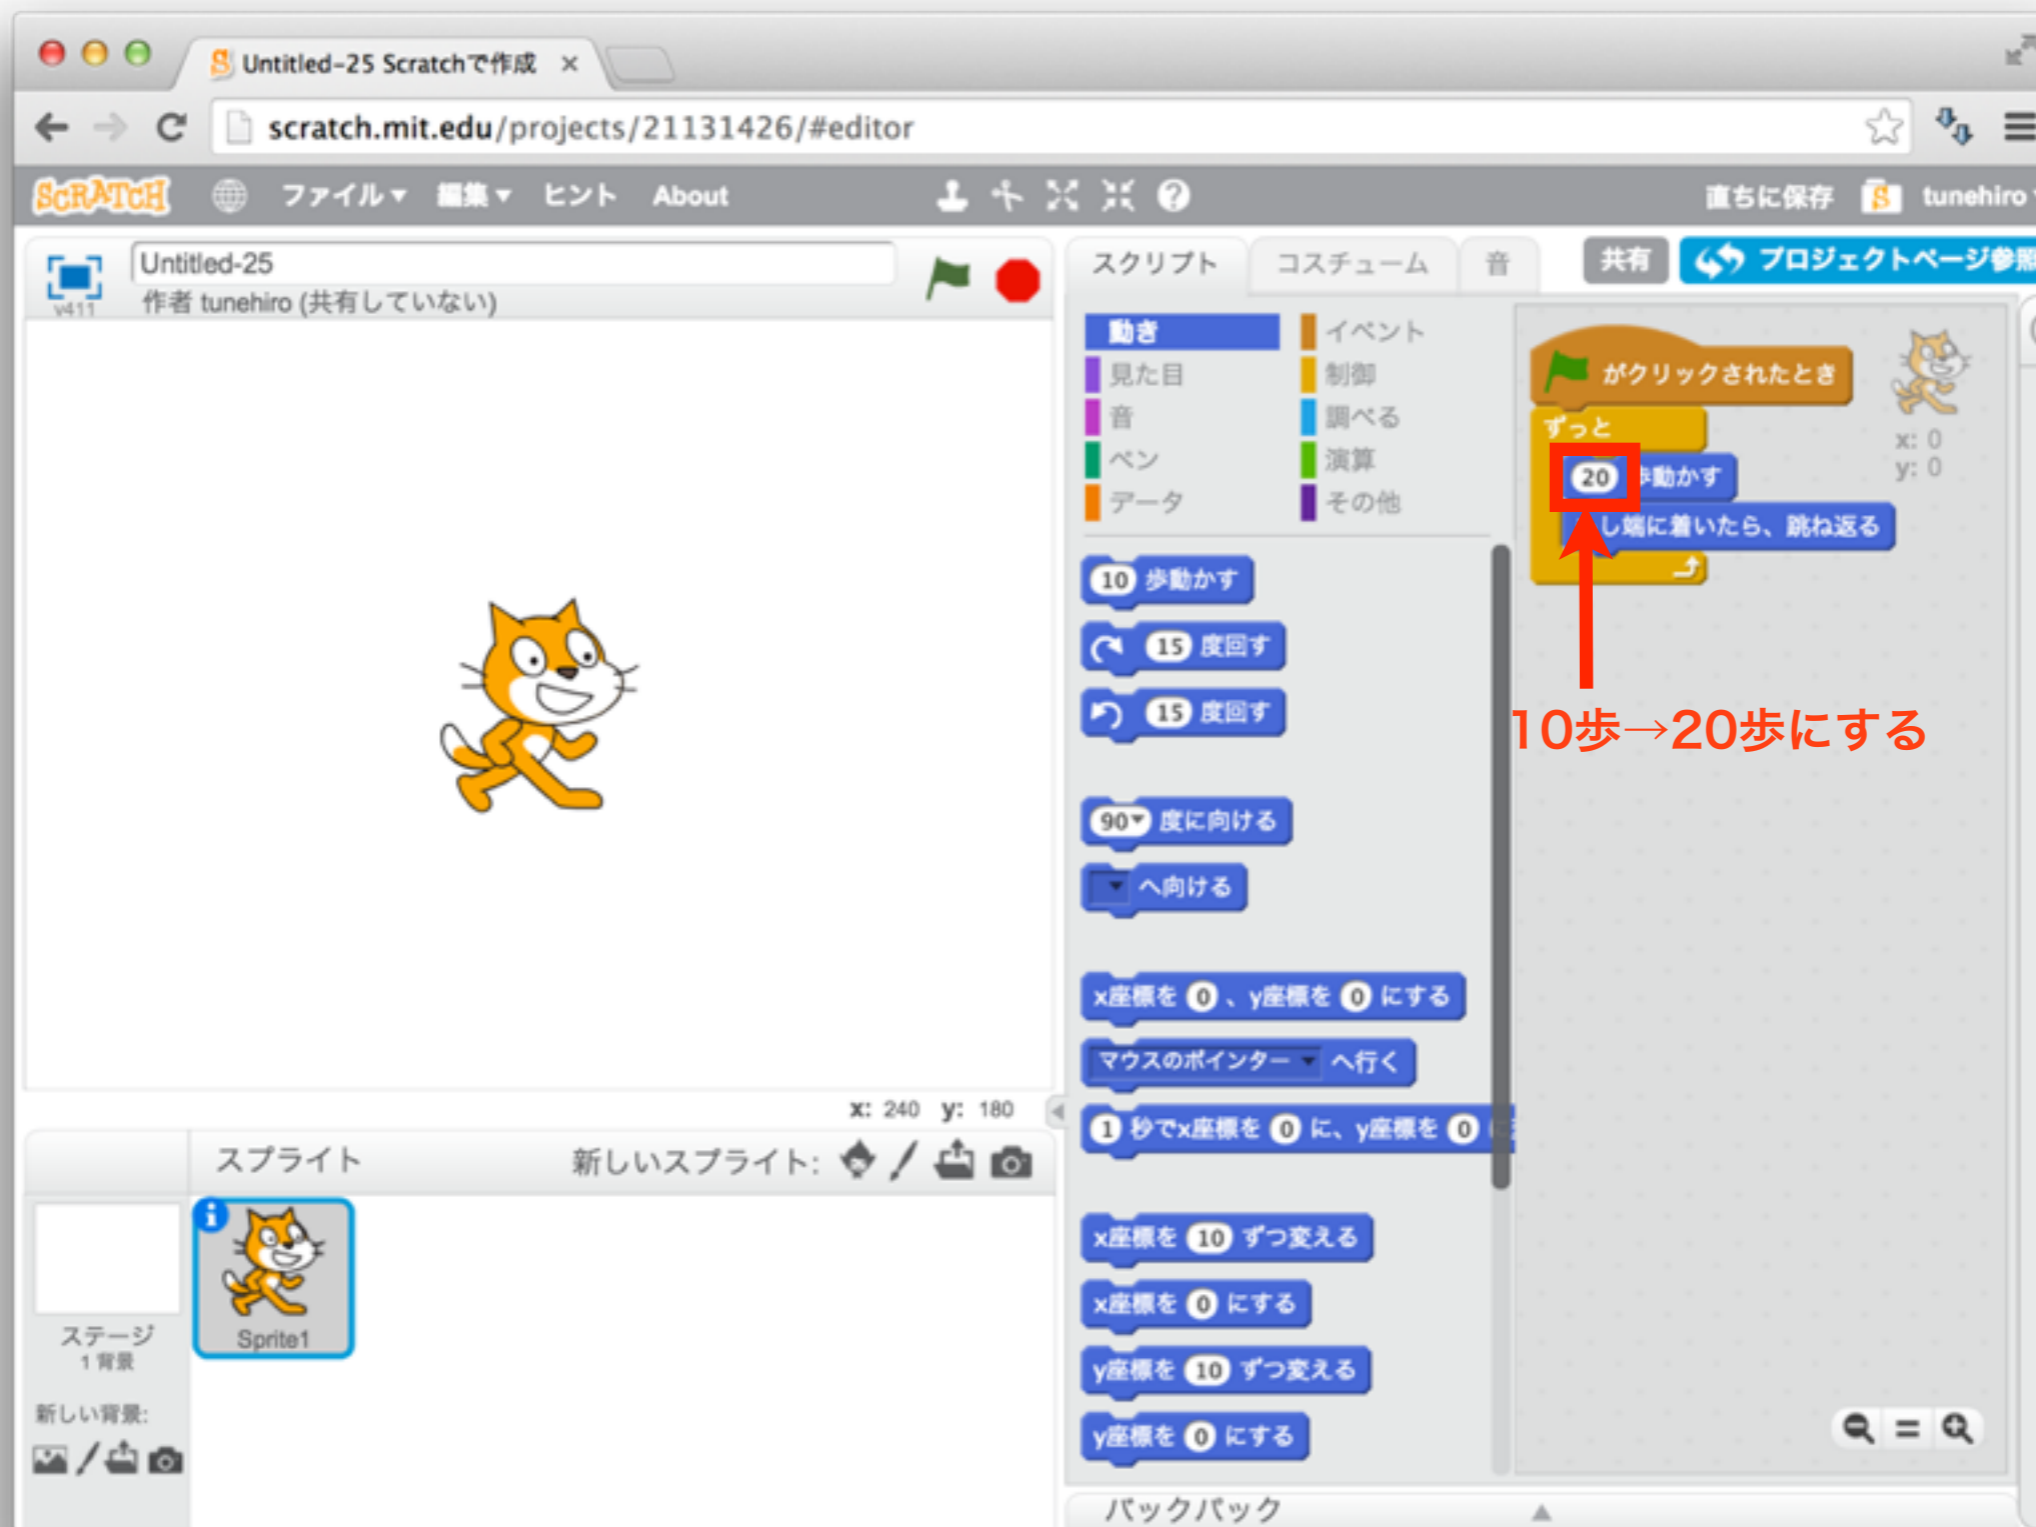 Untitled-25 Scratchで作成
scratch.mit.edu/projects/21131426/#editor
SCRATCH ファイル 編集 ヒント About 直ちに保存 tunehiro
Untitled-25
作者 tunehiro (共有していない)
v411
スクリプト コスチューム 音 共有 プロジェクトページ参照
動き イベント
見た目 制御
音 調べる
ペン 演算
データ その他
10 歩動かす
15 度回す
15 度回す
90 度に向ける
へ向ける
x座標を 0 、y座標を 0 にする
マウスのポインター へ行く
1 秒でx座標を 0 に、y座標を 0
x座標を 10 ずつ変える
x座標を 0 にする
y座標を 10 ずつ変える
y座標を 0 にする
がクリックされたとき
ずっと
20 歩動かす
し端に着いたら、跳ね返る
10歩→20歩にする
x: 0
y: 0
x: 240 y: 180
スプライト 新しいスプライト:
Sprite1
ステージ
1 背景
新しい背景:
バックパック